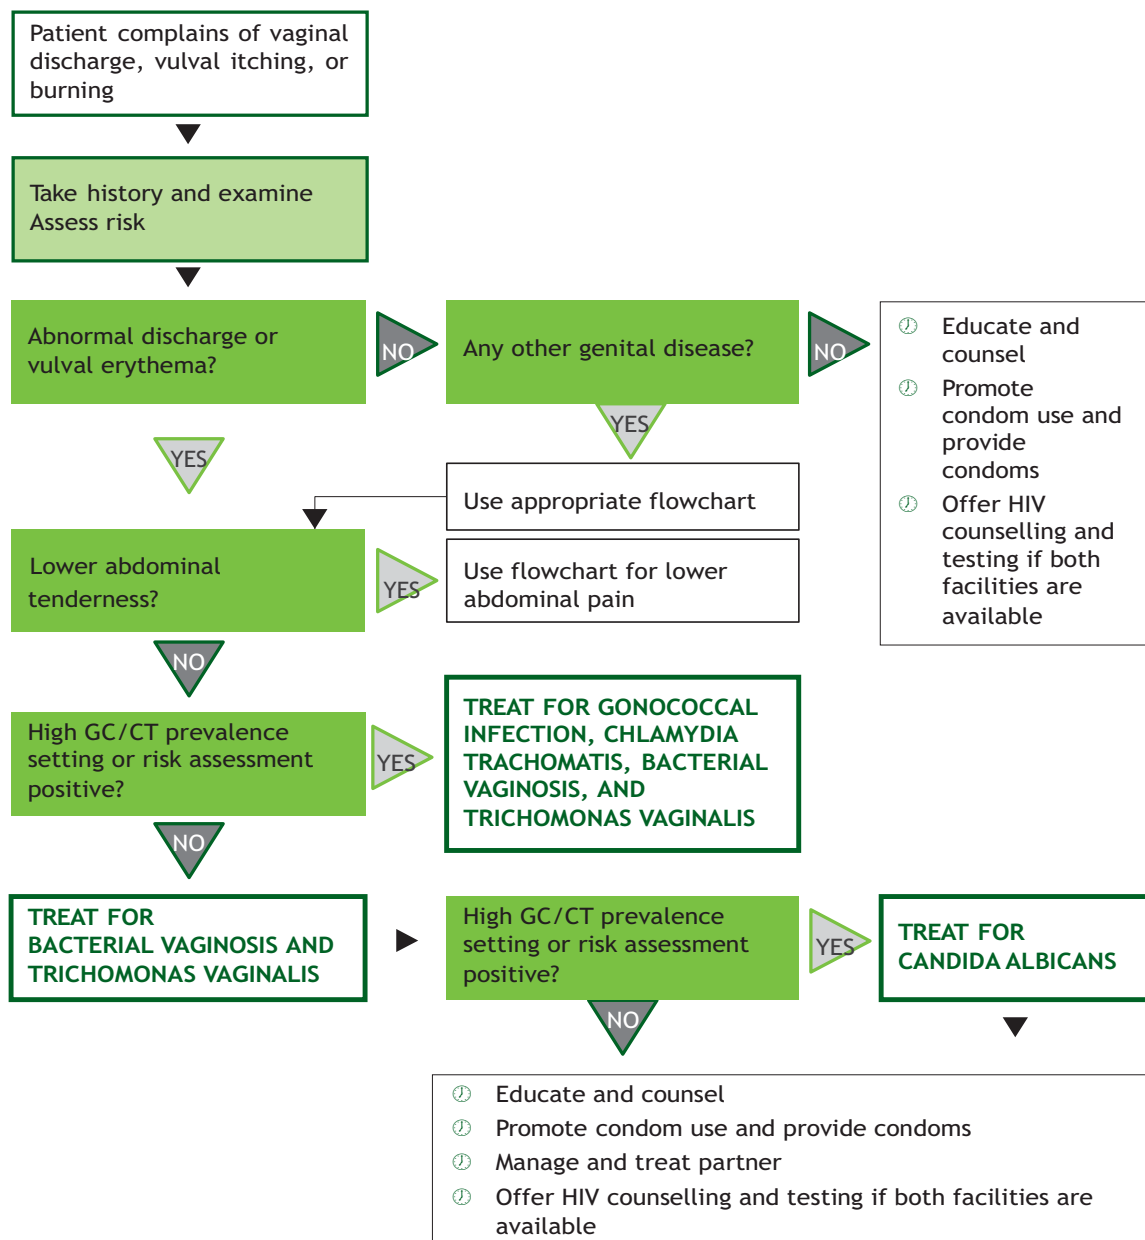 Patient complains of vaginal
discharge, vulval itching, or
burning
Take history and examine
Assess risk
Abnormal discharge or
vulval erythema?
NO
Any other genital disease?
NO
Educate and
counsel
Promote
condom use and
provide
condoms
Offer HIV
counselling and
testing if both
facilities are
available
YES
YES
Use appropriate flowchart
Lower abdominal
tenderness?
YES
Use flowchart for lower
abdominal pain
NO
High GC/CT prevalence
setting or risk assessment
positive?
YES
TREAT FOR GONOCOCCAL
INFECTION, CHLAMYDIA
TRACHOMATIS, BACTERIAL
VAGINOSIS, AND
TRICHOMONAS VAGINALIS
NO
TREAT FOR
BACTERIAL VAGINOSIS AND
TRICHOMONAS VAGINALIS
High GC/CT prevalence
setting or risk assessment
positive?
YES
TREAT FOR
CANDIDA ALBICANS
NO
Educate and counsel
Promote condom use and provide condoms
Manage and treat partner
Offer HIV counselling and testing if both facilities are
available